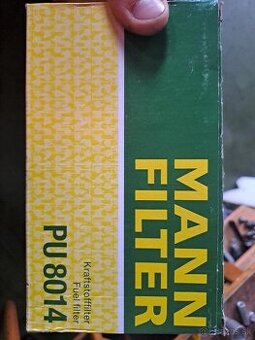 MANN
FILTER
Kraftstofffilter
Fuel filter
PU 8014